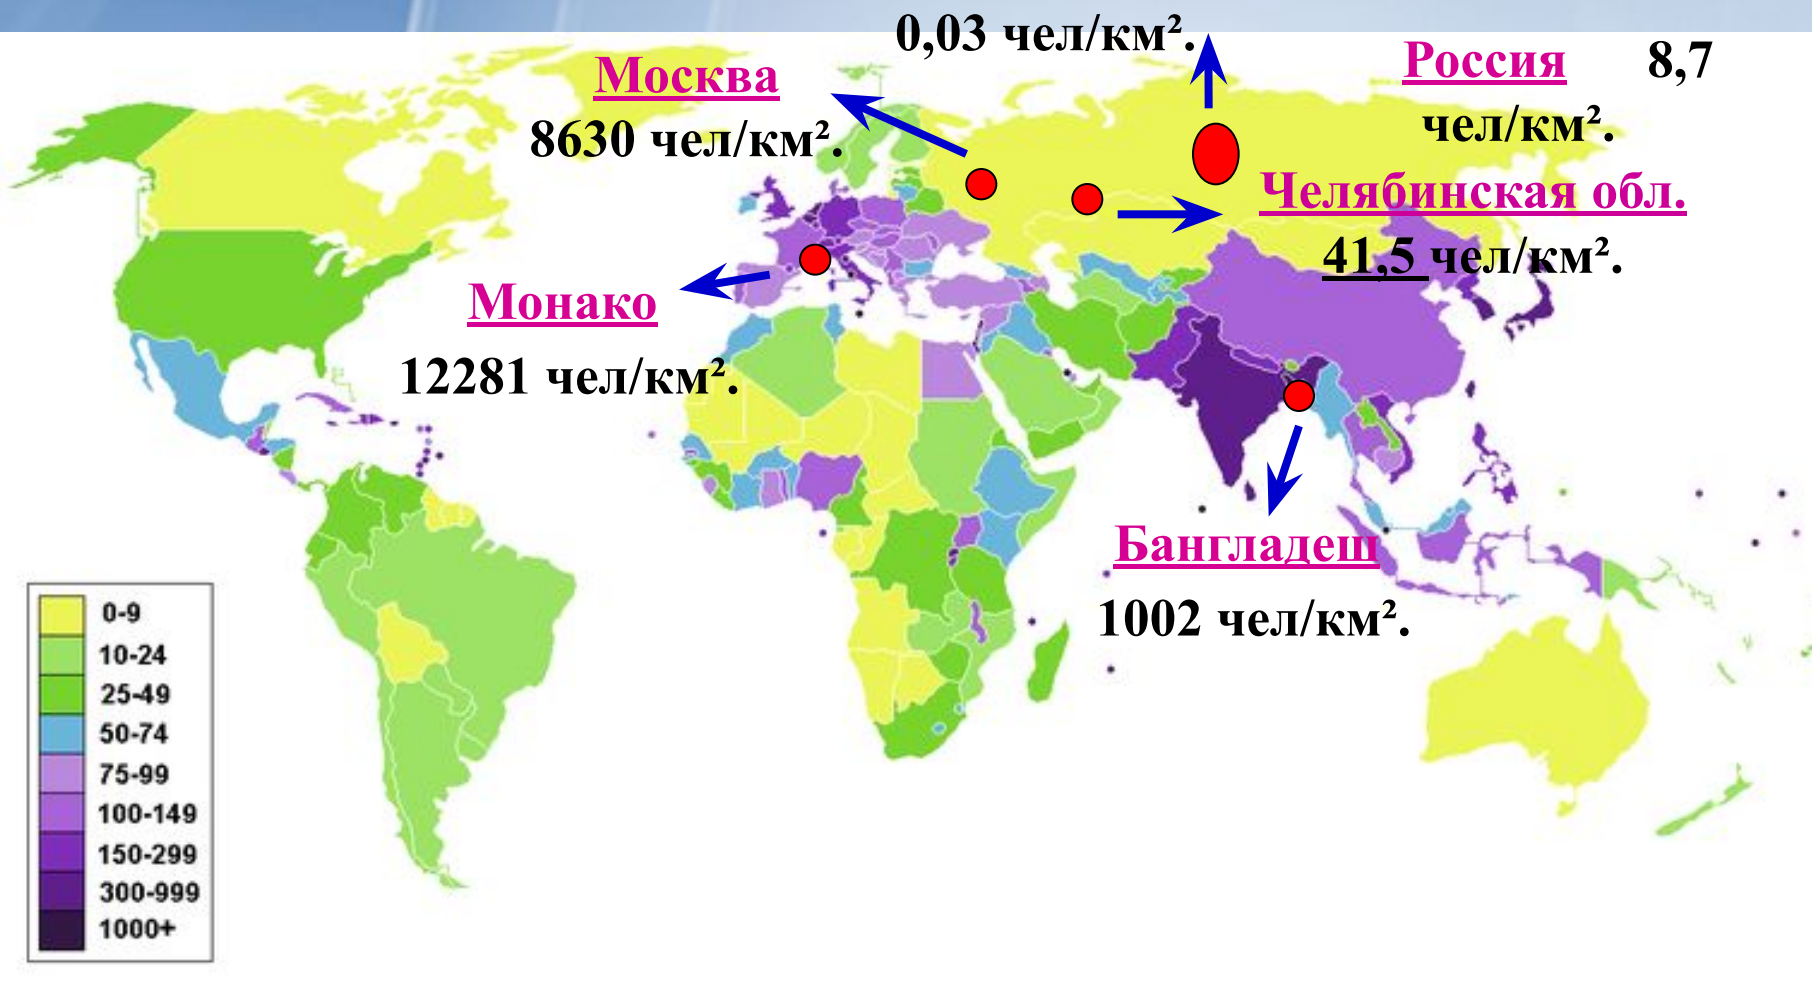 0,03 чел/км².
Москва
8630 чел/км².
Россия 8,7
чел/км².
Челябинская обл.
41,5 чел/км².
Монако
12281 чел/км².
Бангладеш
1002 чел/км².
0-9
10-24
25-49
50-74
75-99
100-149
150-299
300-999
1000+